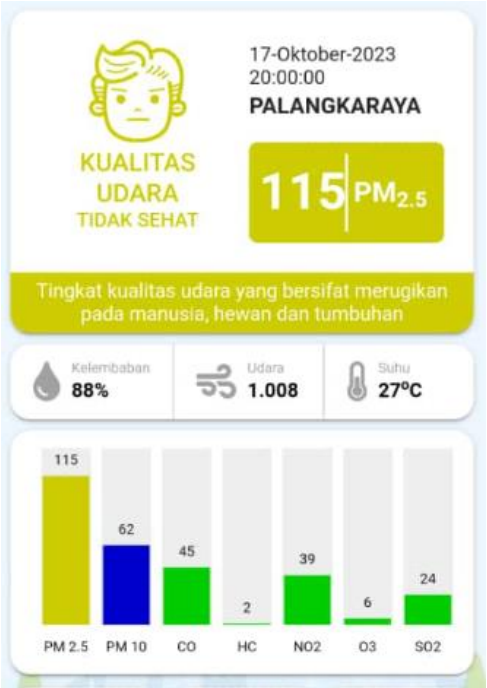 17-Oktober-2023
20:00:00
PALANGKARAYA
KUALITAS
UDARA
TIDAK SEHAT
115 PM2.5
Tingkat kualitas udara yang bersifat merugikan
pada manusia, hewan dan tumbuhan
Kelembaban
88%
Udara
1.008
Suhu
27°C
115
62
45
2
39
6
24
PM 2.5 PM 10 CO HC NO2 O3 SO2